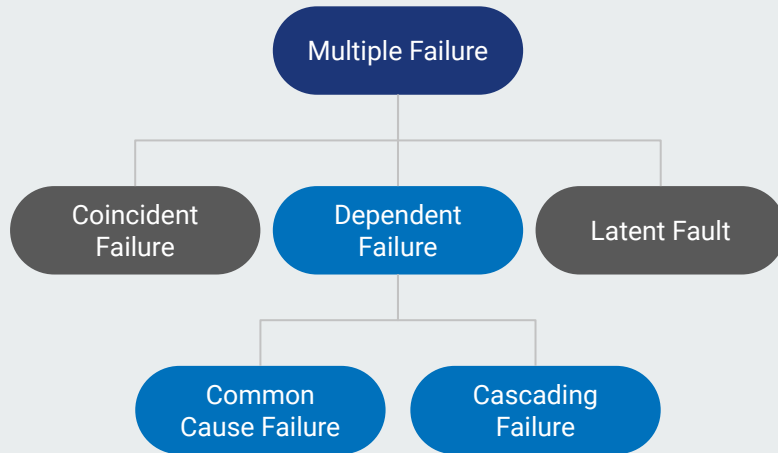 Multiple Failure
Coincident
Failure
Dependent
Failure
Latent Fault
Common
Cause Failure
Cascading
Failure